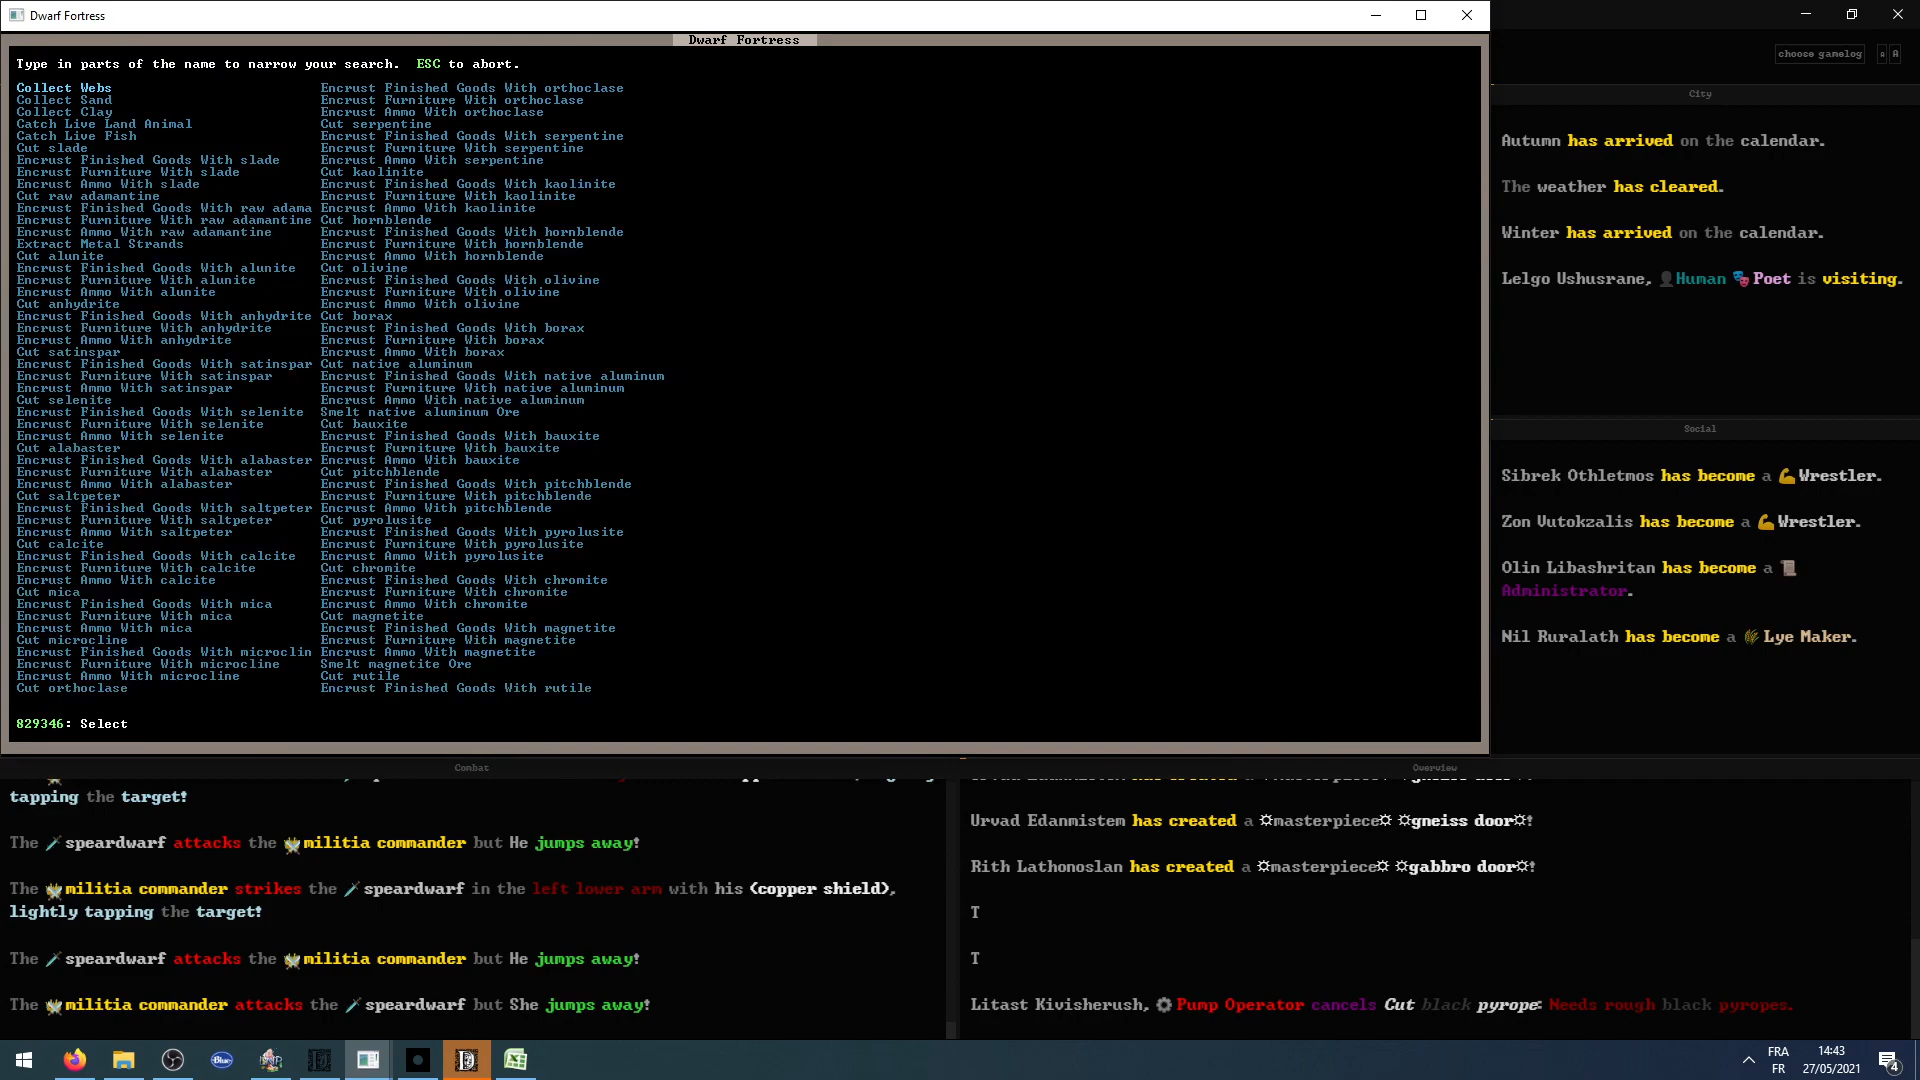 Dwarf Fortress
Dwarf Fortress
Type in parts of the name to narrow your search.  ESC to abort.
Collect Webs
Collect Sand
Collect Clay
Catch Live Land Animal
Catch Live Fish
Cut slade
Encrust Finished Goods With slade
Encrust Furniture With slade
Encrust Ammo With slade
Cut raw adamantine
Encrust Finished Goods With raw adama
Encrust Furniture With raw adamantine
Encrust Ammo With raw adamantine
Extract Metal Strands
Cut alunite
Encrust Finished Goods With alunite
Encrust Furniture With alunite
Encrust Ammo With alunite
Cut anhydrite
Encrust Finished Goods With anhydrite
Encrust Furniture With anhydrite
Encrust Ammo With anhydrite
Cut satinspar
Encrust Finished Goods With satinspar
Encrust Furniture With satinspar
Encrust Ammo With satinspar
Cut selenite
Encrust Finished Goods With selenite
Encrust Furniture With selenite
Encrust Ammo With selenite
Cut alabaster
Encrust Finished Goods With alabaster
Encrust Furniture With alabaster
Encrust Ammo With alabaster
Cut saltpeter
Encrust Finished Goods With saltpeter
Encrust Furniture With saltpeter
Encrust Ammo With saltpeter
Cut calcite
Encrust Finished Goods With calcite
Encrust Furniture With calcite
Encrust Ammo With calcite
Cut mica
Encrust Finished Goods With mica
Encrust Furniture With mica
Encrust Ammo With mica
Cut microcline
Encrust Finished Goods With microclin
Encrust Furniture With microcline
Encrust Ammo With microcline
Cut orthoclase
Encrust Finished Goods With orthoclase
Encrust Furniture With orthoclase
Encrust Ammo With orthoclase
Cut serpentine
Encrust Finished Goods With serpentine
Encrust Furniture With serpentine
Encrust Ammo With serpentine
Cut kaolinite
Encrust Finished Goods With kaolinite
Encrust Furniture With kaolinite
Encrust Ammo With kaolinite
Cut hornblende
Encrust Finished Goods With hornblende
Encrust Furniture With hornblende
Encrust Ammo With hornblende
Cut olivine
Encrust Finished Goods With olivine
Encrust Furniture With olivine
Encrust Ammo With olivine
Cut borax
Encrust Finished Goods With borax
Encrust Furniture With borax
Encrust Ammo With borax
Cut native aluminum
Encrust Finished Goods With native aluminum
Encrust Furniture With native aluminum
Encrust Ammo With native aluminum
Smelt native aluminum Ore
Cut bauxite
Encrust Finished Goods With bauxite
Encrust Furniture With bauxite
Encrust Ammo With bauxite
Cut pitchblende
Encrust Finished Goods With pitchblende
Encrust Furniture With pitchblende
Encrust Ammo With pitchblende
Cut pyrolusite
Encrust Finished Goods With pyrolusite
Encrust Furniture With pyrolusite
Encrust Ammo With pyrolusite
Cut chromite
Encrust Finished Goods With chromite
Encrust Furniture With chromite
Encrust Ammo With chromite
Cut magnetite
Encrust Finished Goods With magnetite
Encrust Furniture With magnetite
Encrust Ammo With magnetite
Smelt magnetite Ore
Cut rutile
Encrust Finished Goods With rutile
829346: Select
choose gamelog A A
City
Autumn has arrived on the calendar.
The weather has cleared.
Winter has arrived on the calendar.
Lelgo Ushusrane, Human Poet is visiting.
Social
Sibrek Othletmos has become a Wrestler.
Zon Vutokzalis has become a Wrestler.
Olin Libashritan has become a
Administrator.
Nil Ruralath has become a Lye Maker.
Combat
tapping the target!
The speardwarf attacks the militia commander but He jumps away!
The militia commander strikes the speardwarf in the left lower arm with his (copper shield),
lightly tapping the target!
The speardwarf attacks the militia commander but He jumps away!
The militia commander attacks the speardwarf but She jumps away!
Overview
Urvad Edanmistem has created a ☼masterpiece☼ ☼gneiss door☼!
Rith Lathonoslan has created a ☼masterpiece☼ ☼gabbro door☼!
T
T
Litast Kivisherush, Pump Operator cancels Cut black pyrope: Needs rough black pyropes.
Blue
FRA
FR
14:43
27/05/2021
4